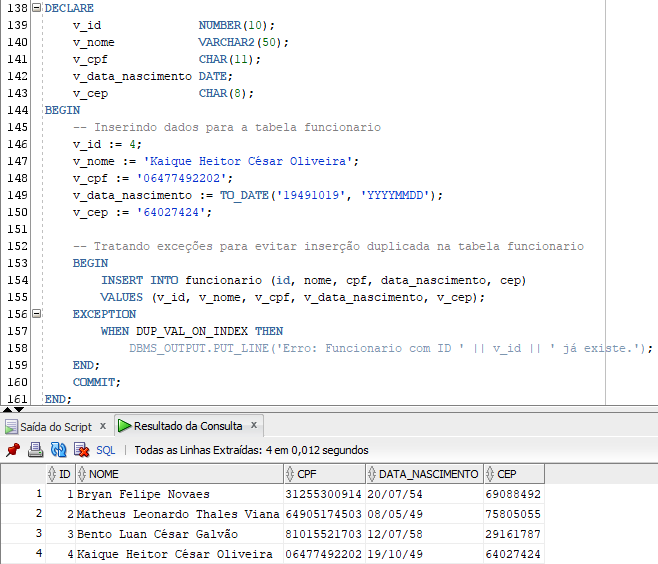 138 DECLARE
139 v_id NUMBER(10);
140 v_nome VARCHAR2(50);
141 v_cpf CHAR(11);
142 v_data_nascimento DATE;
143 v_cep CHAR(8);
144 BEGIN
145 -- Inserindo dados para a tabela funcionario
146 v_id := 4;
147 v_nome := 'Kaique Heitor César Oliveira';
148 v_cpf := '06477492202';
149 v_data_nascimento := TO_DATE('19491019', 'YYYYMMDD');
150 v_cep := '64027424';
151
152 -- Tratando exceções para evitar inserção duplicada na tabela funcionario
153 BEGIN
154 INSERT INTO funcionario (id, nome, cpf, data_nascimento, cep)
155 VALUES (v_id, v_nome, v_cpf, v_data_nascimento, v_cep);
156 EXCEPTION
157 WHEN DUP_VAL_ON_INDEX THEN
158 DBMS_OUTPUT.PUT_LINE('Erro: Funcionario com ID ' || v_id || ' já existe.');
159 END;
160 COMMIT;
161 END;
Saída do Script x Resultado da Consulta x
SQL | Todas as Linhas Extraídas: 4 em 0,012 segundos
ID NOME CPF DATA_NASCIMENTO CEP
1 1 Bryan Felipe Novaes 31255300914 20/07/54 69088492
2 2 Matheus Leonardo Thales Viana 64905174503 08/05/49 75805055
3 3 Bento Luan César Galvão 81015521703 12/07/58 29161787
4 4 Kaique Heitor César Oliveira 06477492202 19/10/49 64027424